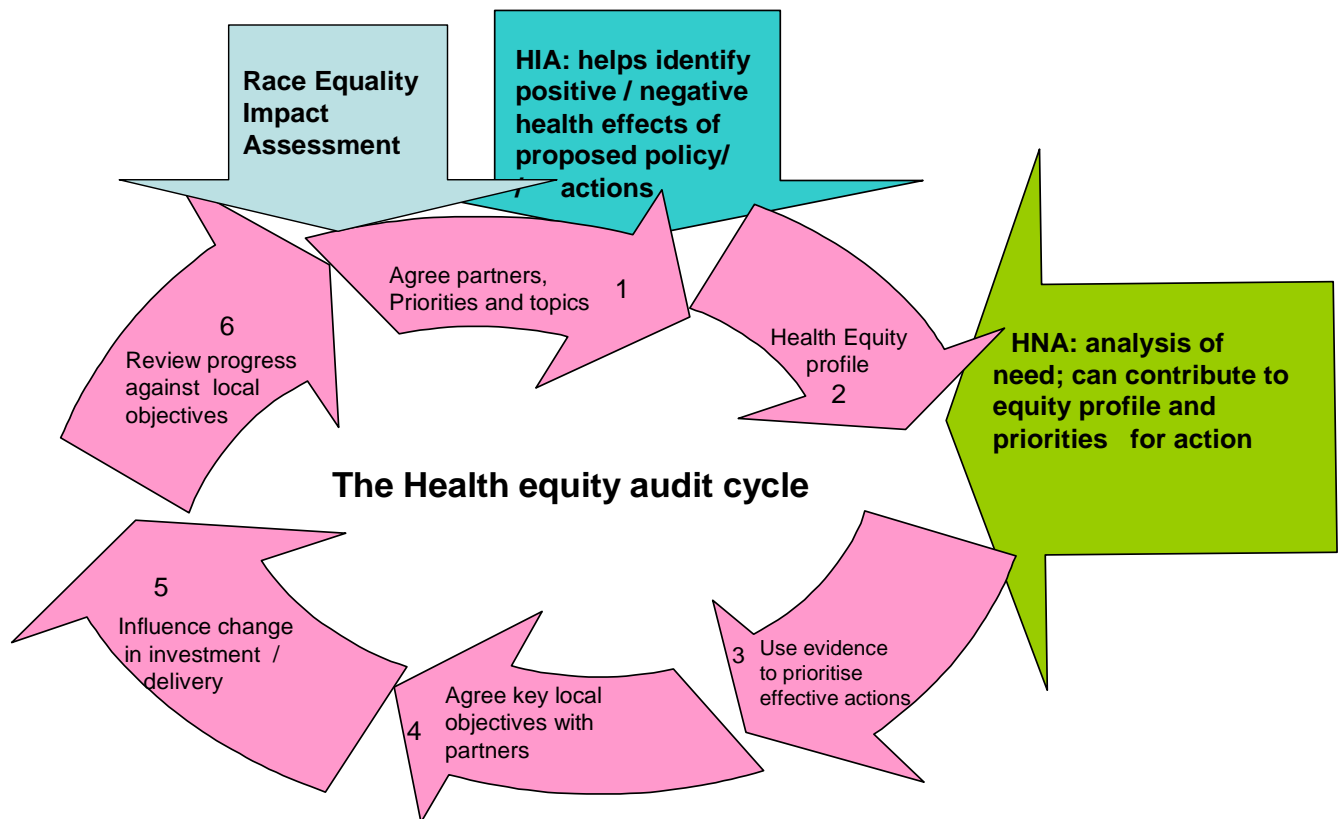 Race Equality
Impact
Assessment
HIA: helps identify
positive / negative
health effects of
proposed policy/
/ actions
Agree partners,
Priorities and topics 1
Health Equity
profile
2
HNA: analysis of
need; can contribute to
equity profile and
priorities for action
6
Review progress
against local
objectives
The Health equity audit cycle
5
Influence change
in investment /
delivery
4
Agree key local
objectives with
partners
3 Use evidence
to prioritise
effective actions